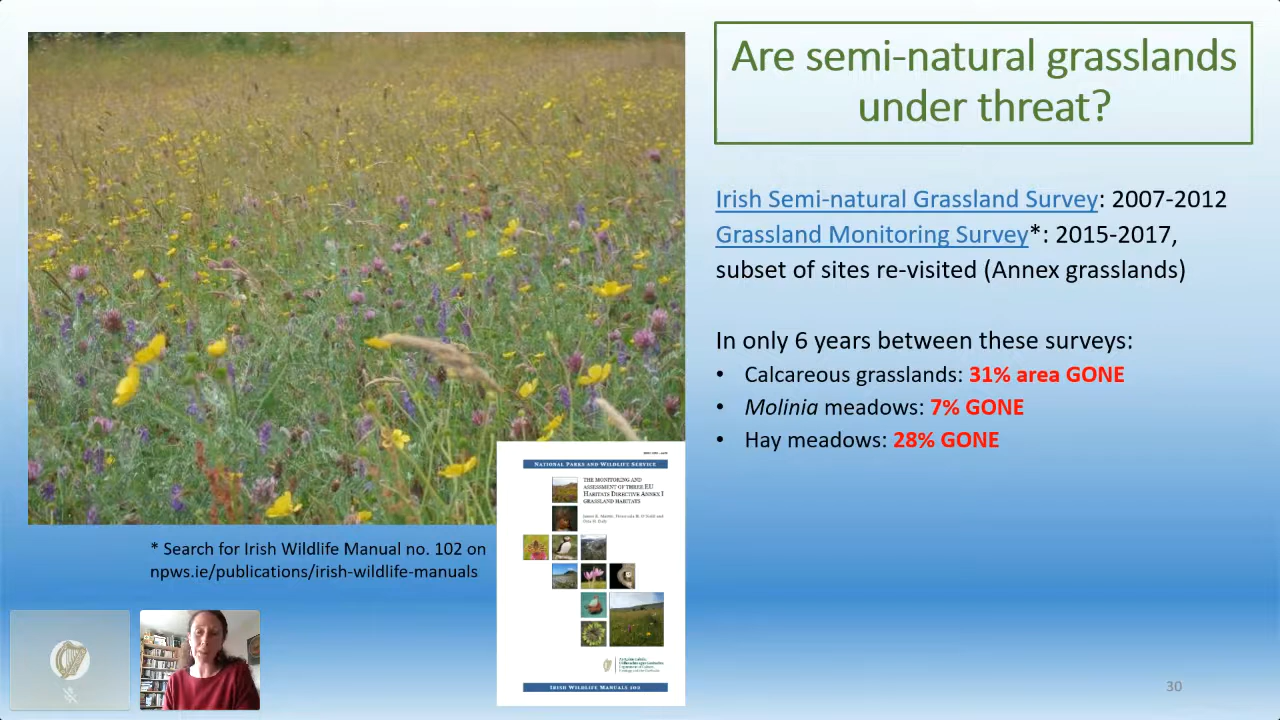 Are semi-natural grasslands
under threat?
Irish Semi-natural Grassland Survey: 2007-2012
Grassland Monitoring Survey*: 2015-2017,
subset of sites re-visited (Annex grasslands)
In only 6 years between these surveys:
• Calcareous grasslands: 31% area GONE
• Molinia meadows: 7% GONE
• Hay meadows: 28% GONE
* Search for Irish Wildlife Manual no. 102 on
npws.ie/publications/irish-wildlife-manuals
NATIONAL PARKS AND WILDLIFE SERVICE
THE MONITORING AND
ASSESSMENT OF THREE EU
HABITATS DIRECTIVE ANNEX I
GRASSLAND HABITATS
IRISH WILDLIFE MANUALS 102
30